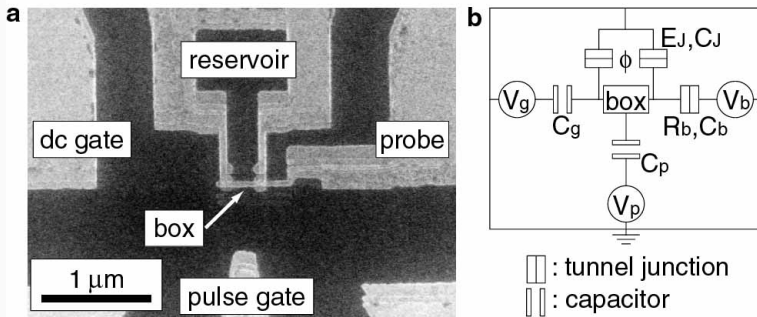 a
reservoir
dc gate
probe
box
1 μm
pulse gate
b
E_J,C_J
ϕ
V_g
box
V_b
C_g
R_b,C_b
C_p
V_p
: tunnel junction
: capacitor